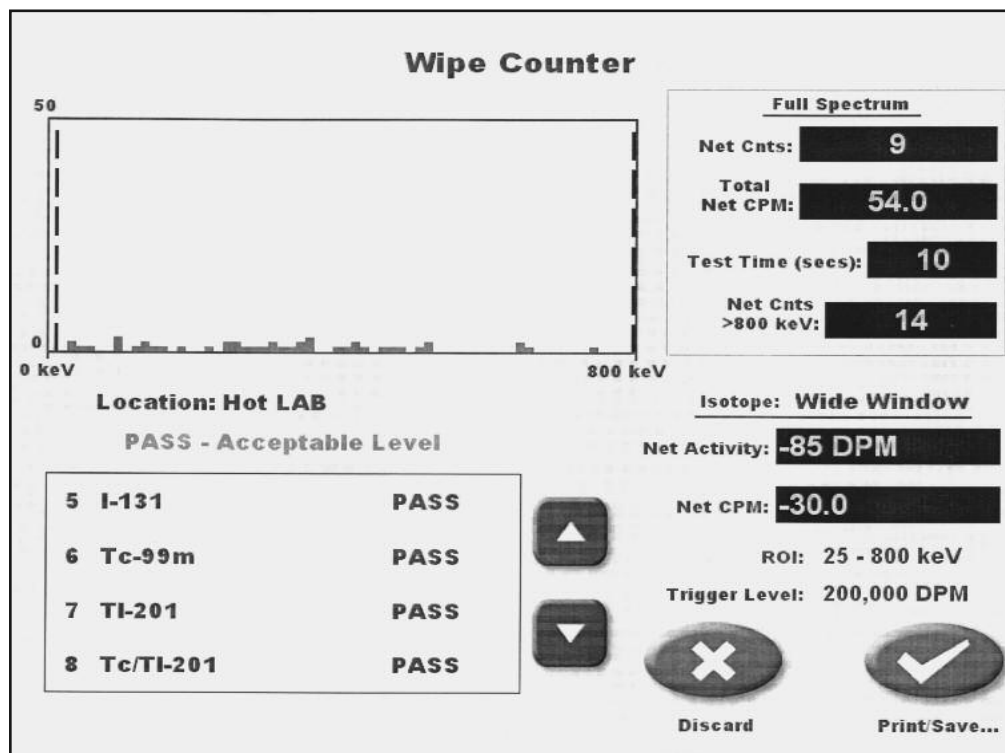 Wipe Counter
50
0
0 keV
800 keV
Full Spectrum
Net Cnts: 9
Total
Net CPM: 54.0
Test Time (secs): 10
Net Cnts
>800 keV: 14
Location: Hot LAB
PASS - Acceptable Level
5 I-131 PASS
6 Tc-99m PASS
7 Tl-201 PASS
8 Tc/Tl-201 PASS
Isotope: Wide Window
Net Activity: -85 DPM
Net CPM: -30.0
ROI: 25 - 800 keV
Trigger Level: 200,000 DPM
Discard
Print/Save...